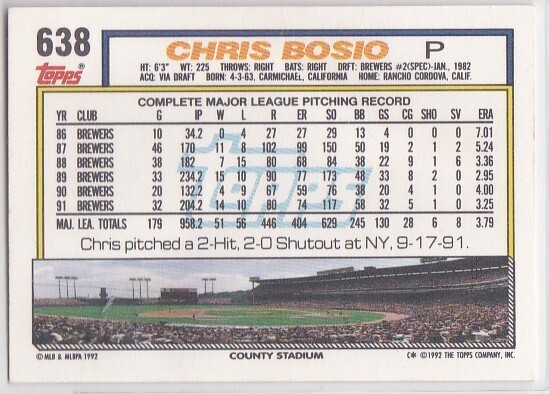 638
CHRIS BOSIO P
Topps®
HT: 6'3" WT: 225 THROWS: RIGHT BATS: RIGHT DRFT: BREWERS #2(SPEC)-JAN., 1982
ACQ: VIA DRAFT BORN: 4-3-63, CARMICHAEL, CALIFORNIA HOME: RANCHO CORDOVA, CALIF.
COMPLETE MAJOR LEAGUE PITCHING RECORD
YR CLUB G IP W L R ER SO BB GS CG SHO SV ERA
86 BREWERS 10 34.2 0 4 27 27 29 13 4 0 0 0 7.01
87 BREWERS 46 170 11 8 102 99 150 50 19 2 1 2 5.24
88 BREWERS 38 182 7 15 80 68 84 38 22 9 1 6 3.36
89 BREWERS 33 234.2 15 10 90 77 173 48 33 8 2 0 2.95
90 BREWERS 20 132.2 4 9 67 59 76 38 20 4 1 0 4.00
91 BREWERS 32 204.2 14 10 80 74 117 58 32 5 1 0 3.25
MAJ. LEA. TOTALS 179 958.2 51 56 446 404 629 245 130 28 6 8 3.79
Topps
Chris pitched a 2-Hit, 2-0 Shutout at NY, 9-17-91.
© MLB & MLBPA 1992 COUNTY STADIUM C* © 1992 THE TOPPS COMPANY, INC.